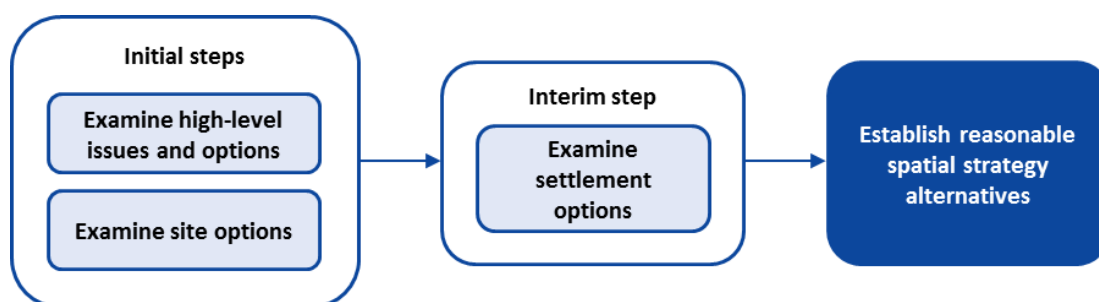 Initial steps
Examine high-level
issues and options
Examine site options
Interim step
Examine
settlement
options
Establish reasonable
spatial strategy
alternatives